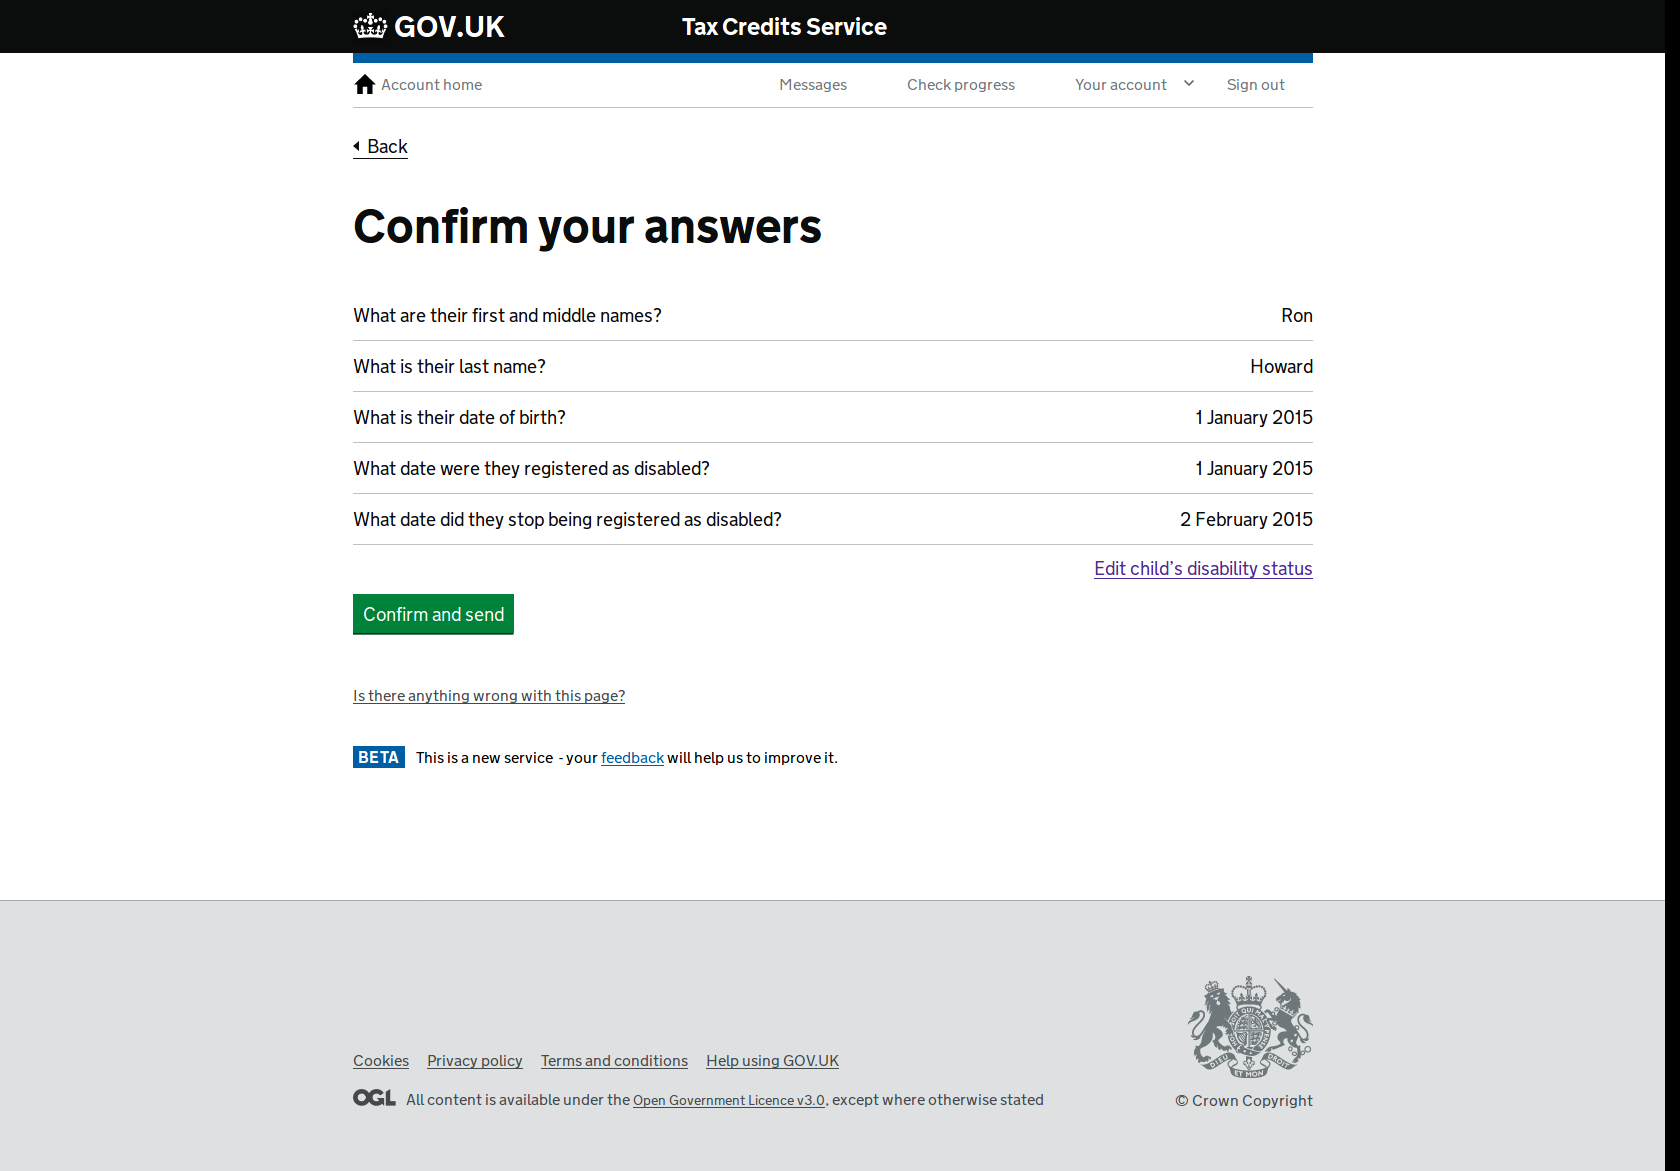 GOV.UK Tax Credits Service
Account home Messages Check progress Your account Sign out
Back
Confirm your answers
What are their first and middle names? Ron
What is their last name? Howard
What is their date of birth? 1 January 2015
What date were they registered as disabled? 1 January 2015
What date did they stop being registered as disabled? 2 February 2015
Edit child’s disability status
Confirm and send
Is there anything wrong with this page?
BETA This is a new service - your feedback will help us to improve it.
Cookies Privacy policy Terms and conditions Help using GOV.UK
OGL All content is available under the Open Government Licence v3.0, except where otherwise stated
© Crown Copyright